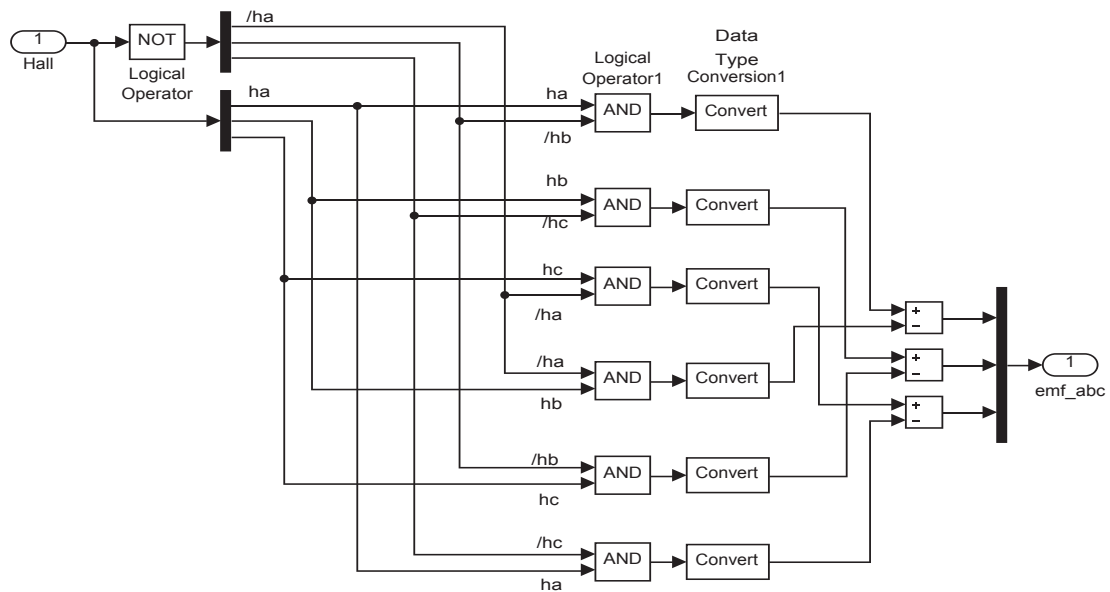 /ha
1
Hall
NOT
Logical
Operator
ha
Logical
Operator1
Data
Type
Conversion1
ha
/hb
AND
Convert
hb
/hc
AND
Convert
hc
/ha
AND
Convert
+
−
/ha
hb
AND
Convert
+
−
1
emf_abc
+
−
/hb
hc
AND
Convert
/hc
ha
AND
Convert